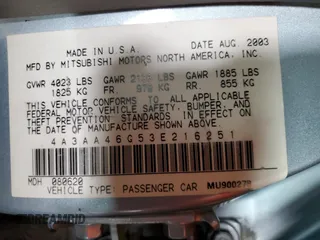 MADE IN U.S.A. DATE AUG. 2003
MFD BY MITSUBISHI MOTORS NORTH AMERICA, INC.
GVWR 4023 LBS GAWR LBS GAWR 1885 LBS
1825 KG FR. 970 KG RR. 855 KG
THIS VEHICLE CONFORMS TO ALL APPLICABLE
FEDERAL MOTOR VEHICLE SAFETY, BUMPER, AND
THEFT PREVENTION STANDARDS IN EFFECT ON
THE DATE OF MANUFACTURE SHOWN ABOVE.
4A3AA46G53E216251
MDH 080620
VEHICLE TYPE: PASSENGER CAR
DREAMBID